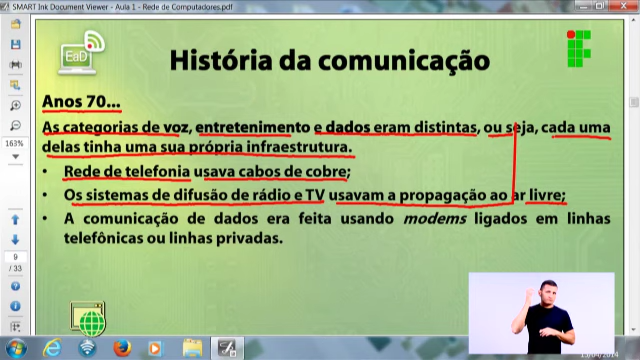 SMART Ink Document Viewer - Aula 1 - Rede de Computadores.pdf
EaD
História da comunicação
Anos 70...
As categorias de voz, entretenimento e dados eram distintas, ou seja, cada uma
delas tinha uma sua própria infraestrutura.
• Rede de telefonia usava cabos de cobre;
• Os sistemas de difusão de rádio e TV usavam a propagação ao ar livre;
• A comunicação de dados era feita usando modems ligados em linhas
telefônicas ou linhas privadas.
163%
9
/ 33
15/04/2014